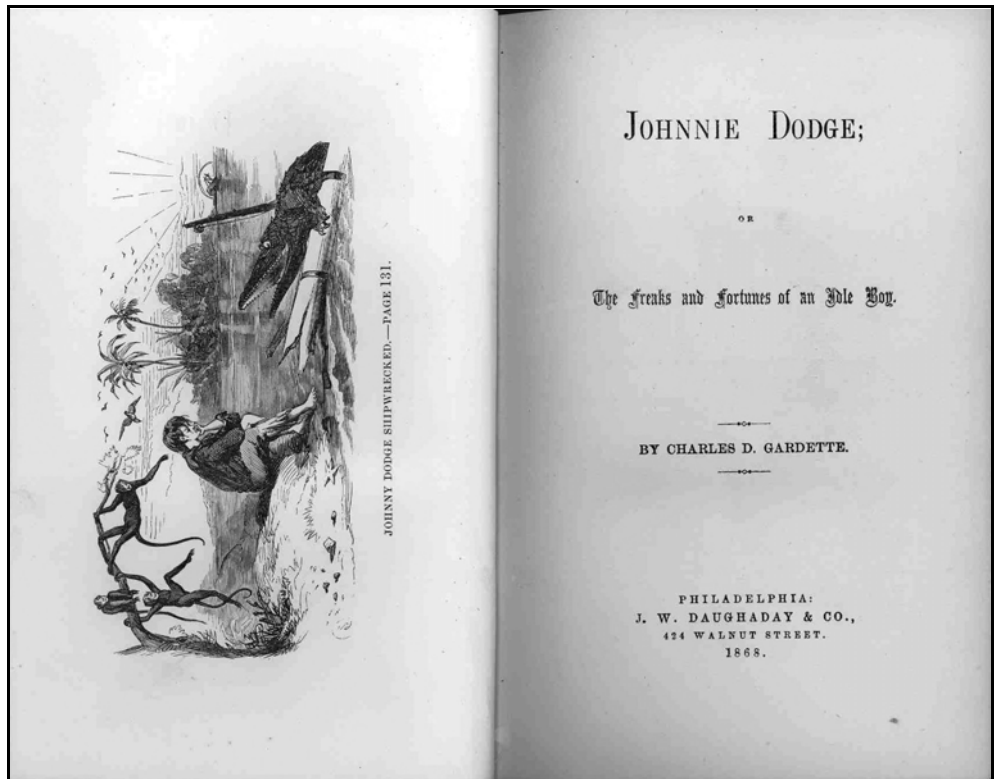 JOHNNY DODGE SHIPWRECKED.—PAGE 131.
JOHNNIE DODGE;
OR
The Freaks and Fortunes of an Idle Boy.
BY CHARLES D. GARDETTE.
PHILADELPHIA:
J. W. DAUGHADAY & CO.,
424 WALNUT STREET.
1868.